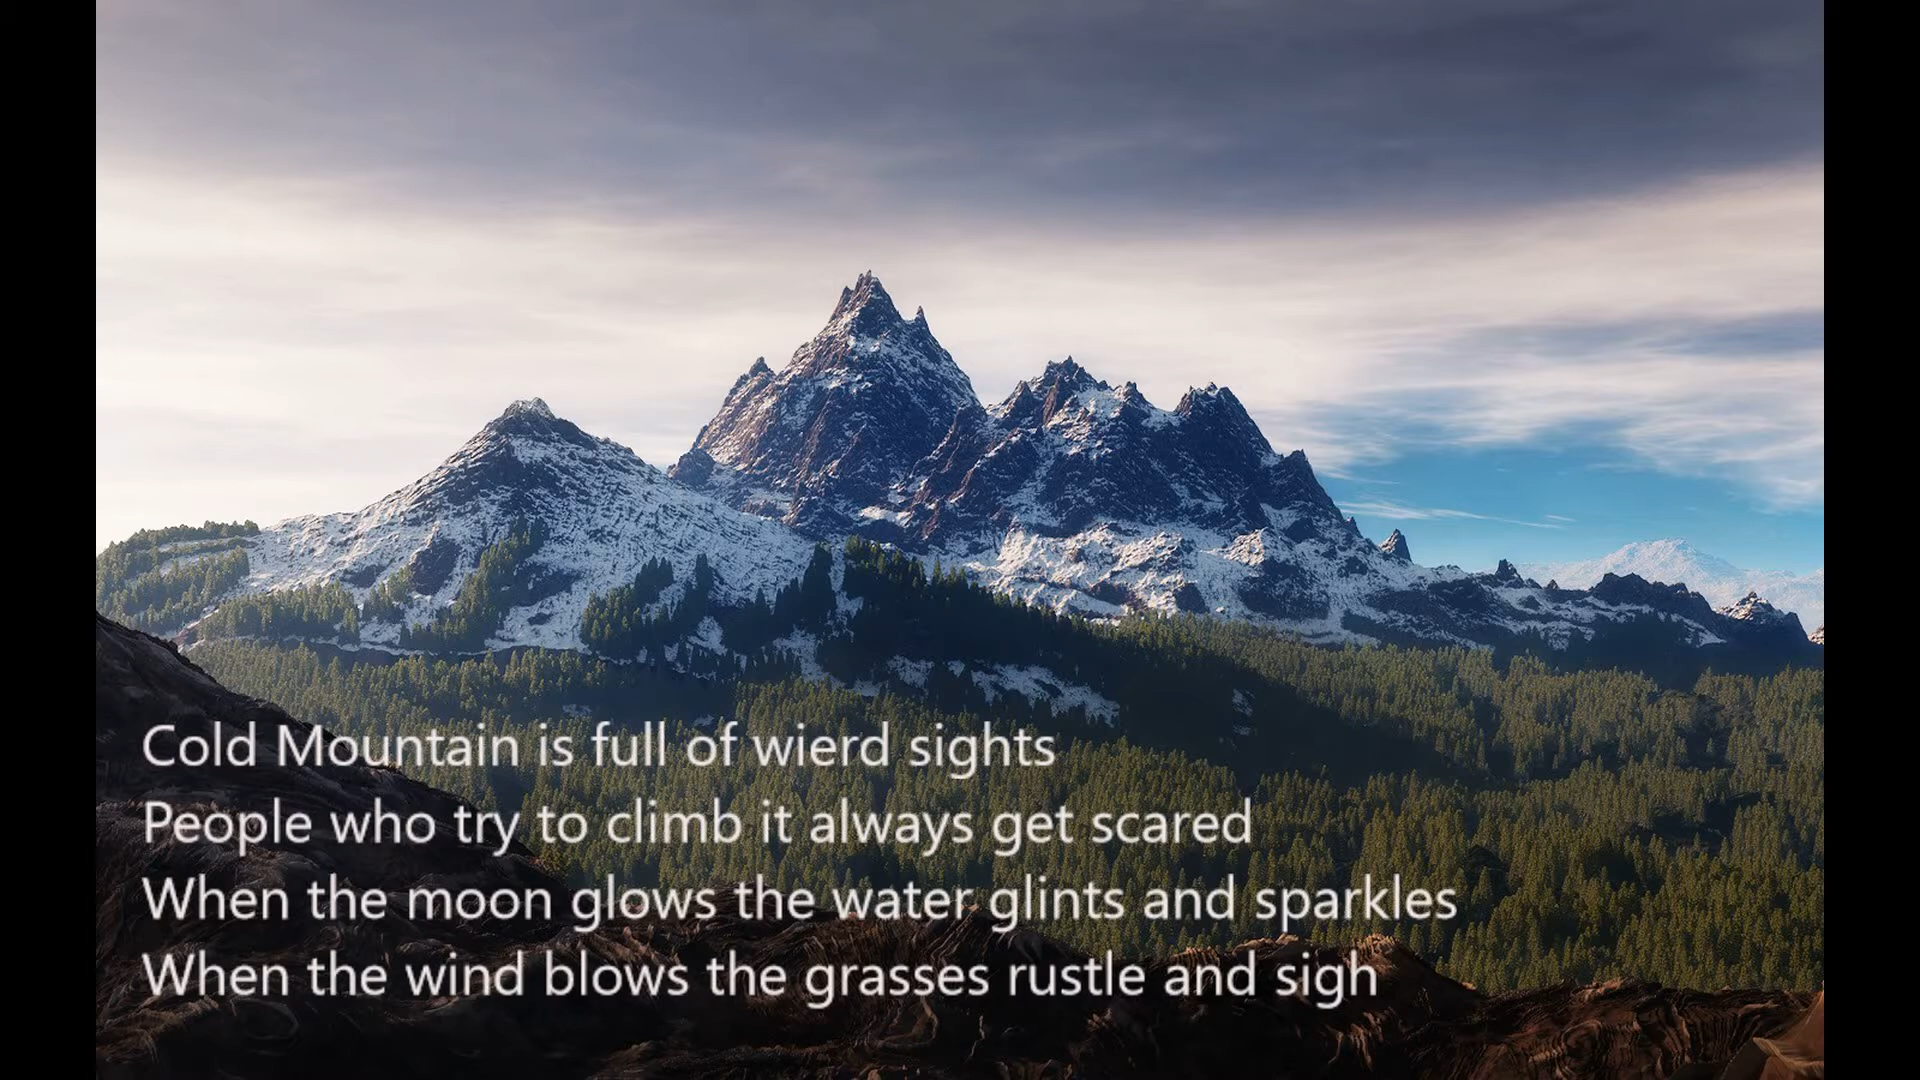 Cold Mountain is full of wierd sights
People who try to climb it always get scared
When the moon glows the water glints and sparkles
When the wind blows the grasses rustle and sigh